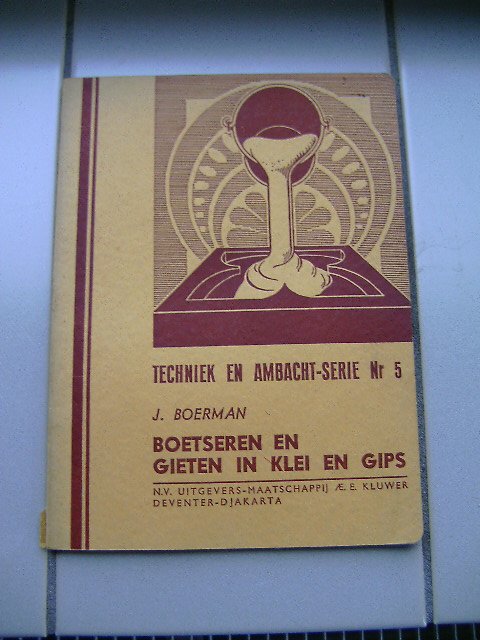 TECHNIEK EN AMBACHT-SERIE Nr 5
J. BOERMAN
BOETSEREN EN
GIETEN IN KLEI EN GIPS
N.V. UITGEVERS-MAATSCHAPPIJ Æ. E. KLUWER
DEVENTER-DJAKARTA